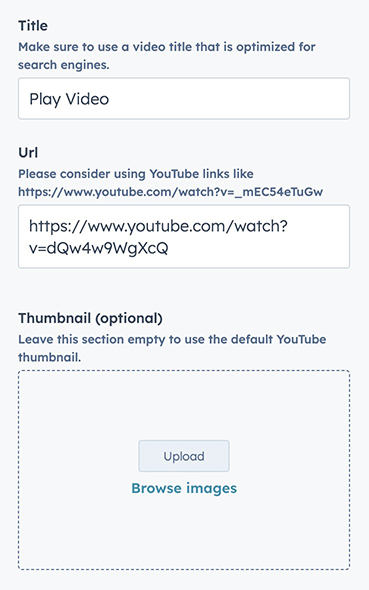 Title
Make sure to use a video title that is optimized for
search engines.
Play Video
Url
Please consider using YouTube links like
https://www.youtube.com/watch?v=_mEC54eTuGw
https://www.youtube.com/watch?
v=dQw4w9WgXcQ
Thumbnail (optional)
Leave this section empty to use the default YouTube
thumbnail.
Upload
Browse images